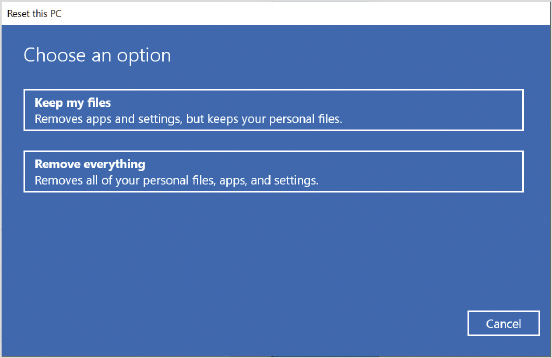 Reset this PC
Choose an option
Keep my files
Removes apps and settings, but keeps your personal files.
Remove everything
Removes all of your personal files, apps, and settings.
Cancel